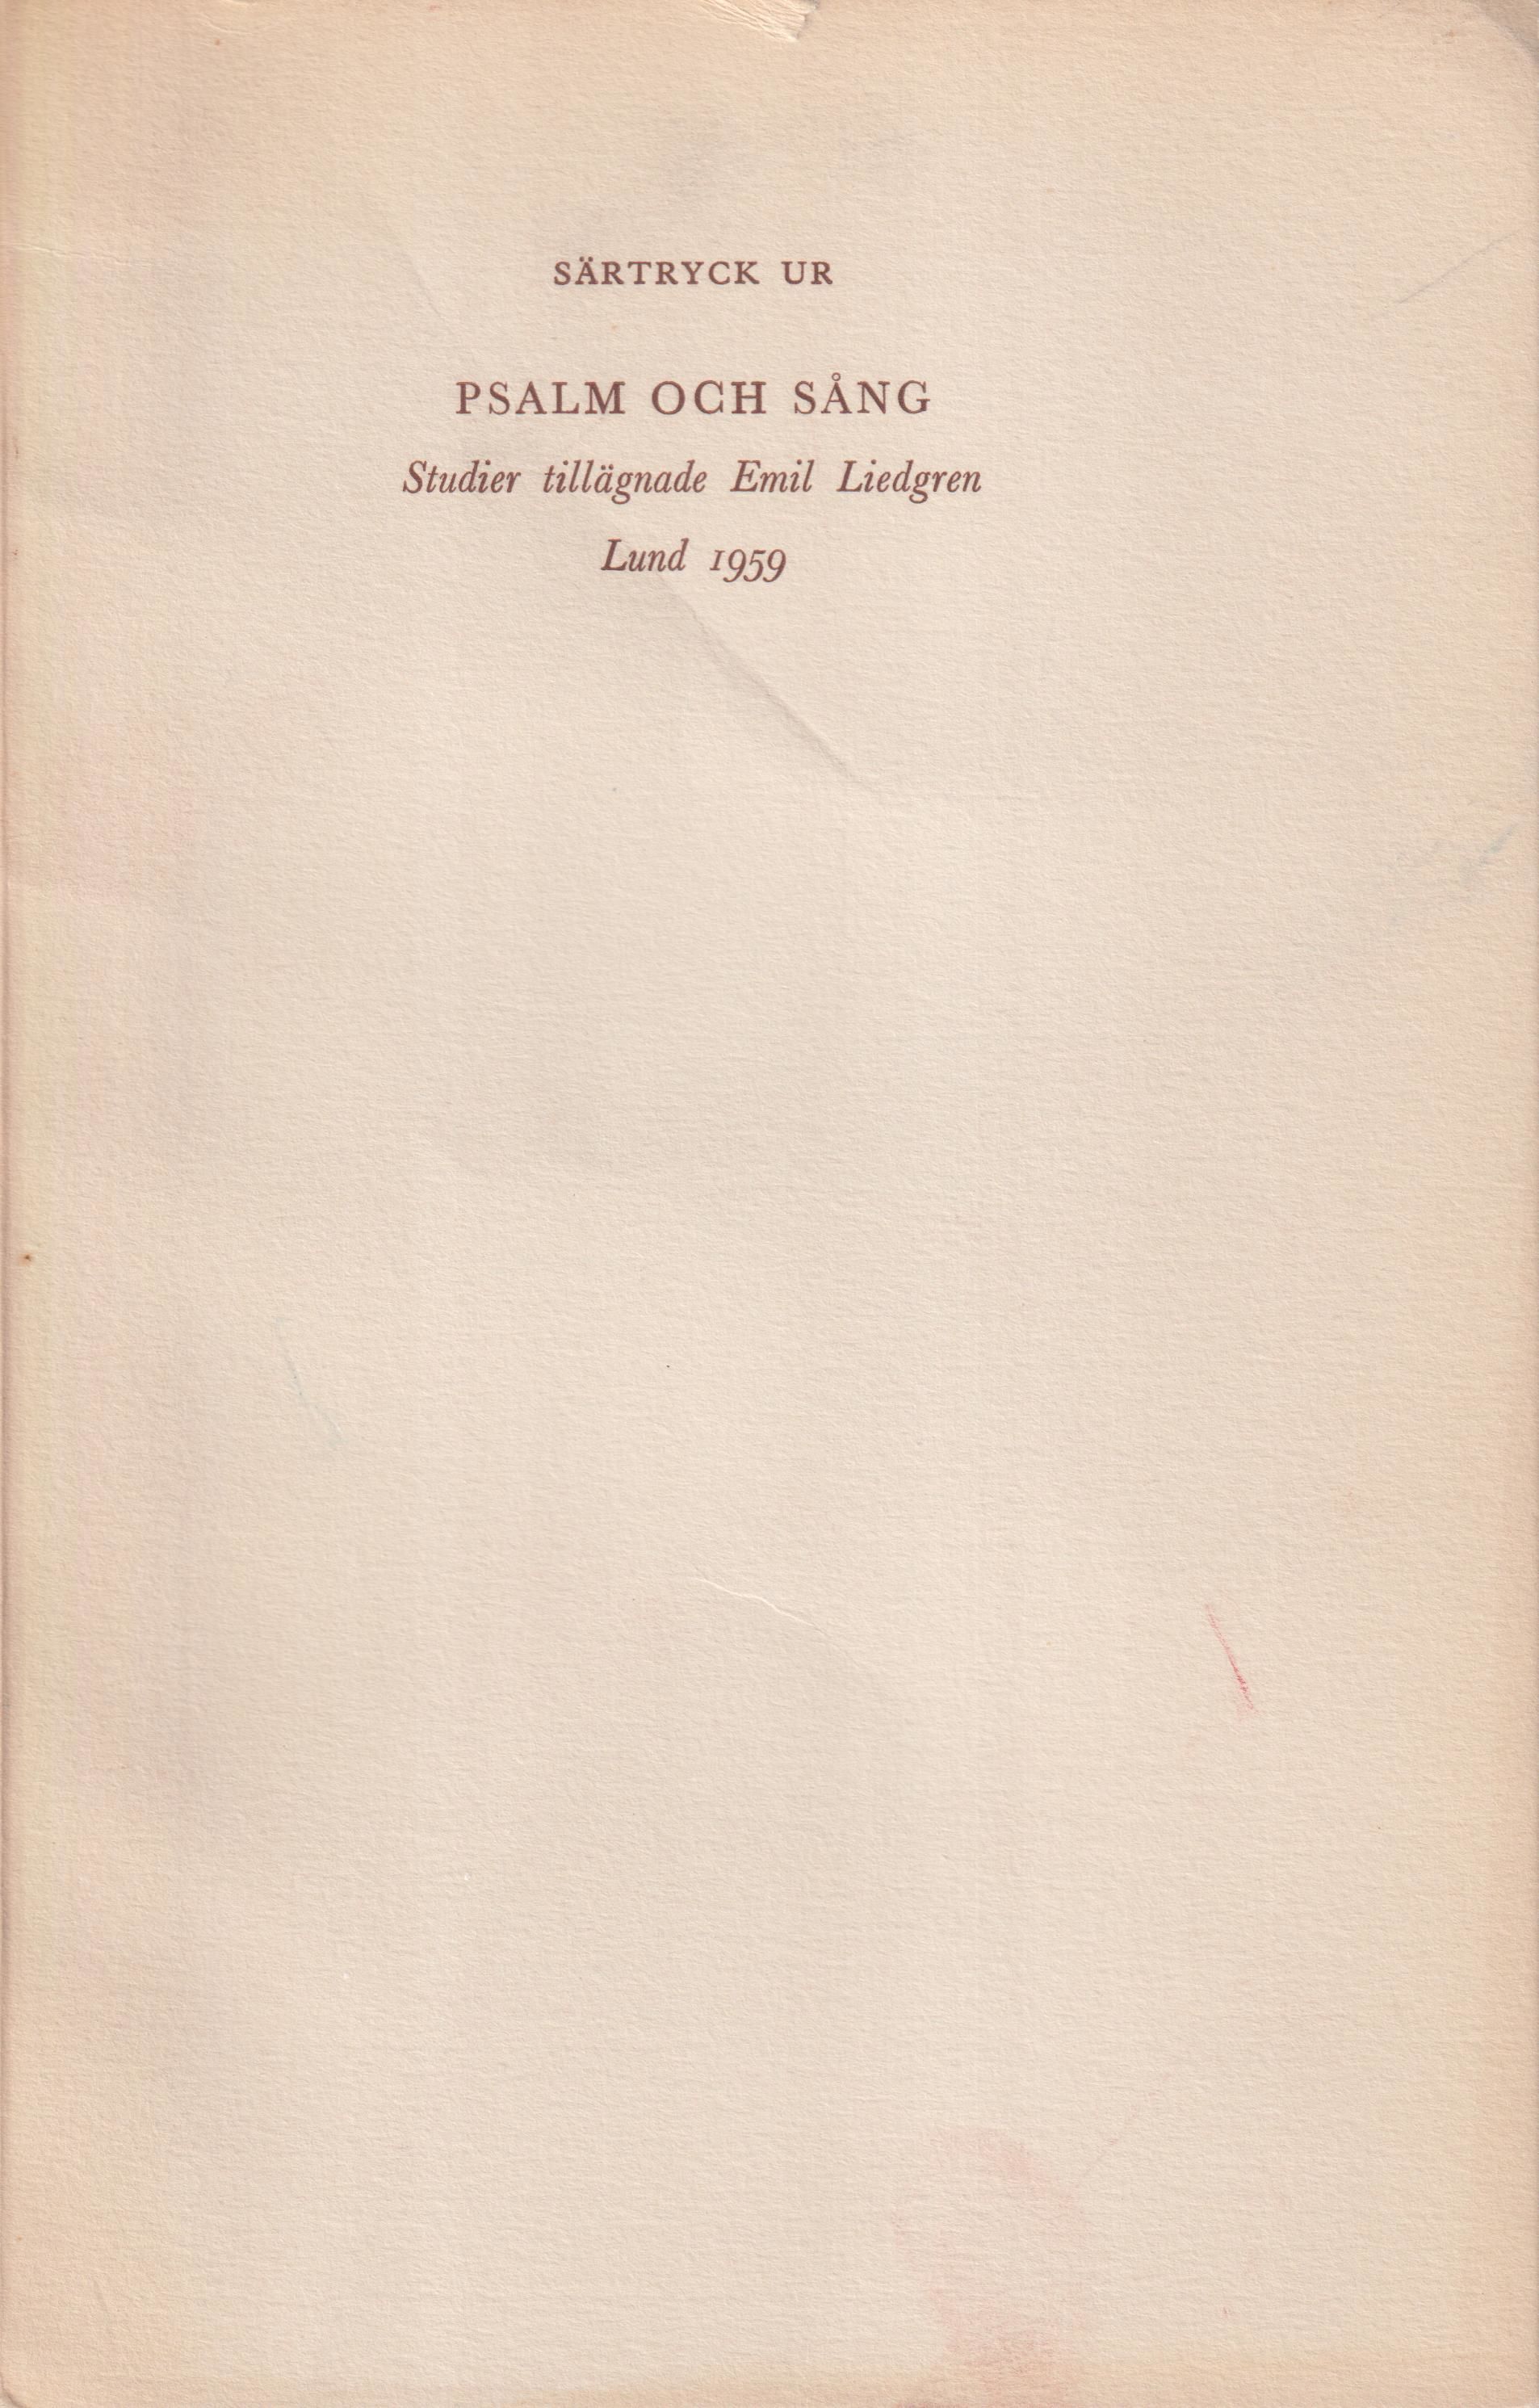 SÄRTRYCK UR
PSALM OCH SÅNG
Studier tillägnade Emil Liedgren
Lund 1959